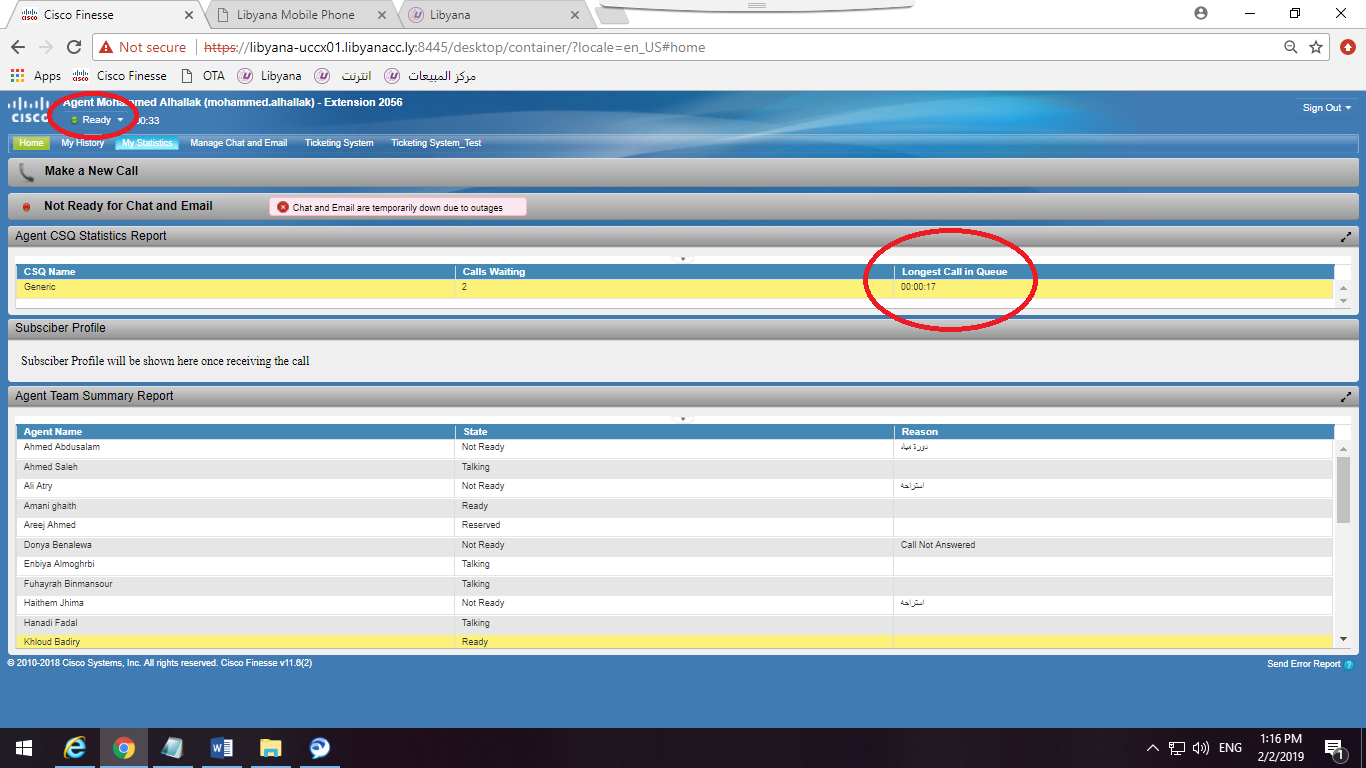 Cisco Finesse
Libyana Mobile Phone
Libyana
Not secure
https://libyana-uccx01.libyanacc.ly:8445/desktop/container/?locale=en_US#home
Apps
Cisco Finesse
OTA
Libyana
انترنت
مركز المبيعات
CISCO
Agent Mohammed Alhallak (mohammed.alhallak) - Extension 2056
Ready
00:33
Sign Out
Home
My History
My Statistics
Manage Chat and Email
Ticketing System
Ticketing System_Test
Make a New Call
Not Ready for Chat and Email
Chat and Email are temporarily down due to outages
Agent CSQ Statistics Report
CSQ Name Calls Waiting Longest Call in Queue
Generic 2 00:00:17
Subsciber Profile
Subsciber Profile will be shown here once receiving the call
Agent Team Summary Report
Agent Name State Reason
Ahmed Abdusalam Not Ready دورة مياه
Ahmed Saleh Talking
Ali Atry Not Ready استراحه
Amani ghaith Ready
Areej Ahmed Reserved
Donya Benalewa Not Ready Call Not Answered
Enbiya Almoghrbi Talking
Fuhayrah Binmansour Talking
Haithem Jhima Not Ready استراحه
Hanadi Fadal Talking
Khloud Badiry Ready
© 2010-2018 Cisco Systems, Inc. All rights reserved. Cisco Finesse v11.6(2)
Send Error Report ?
ENG
1:16 PM
2/2/2019
1